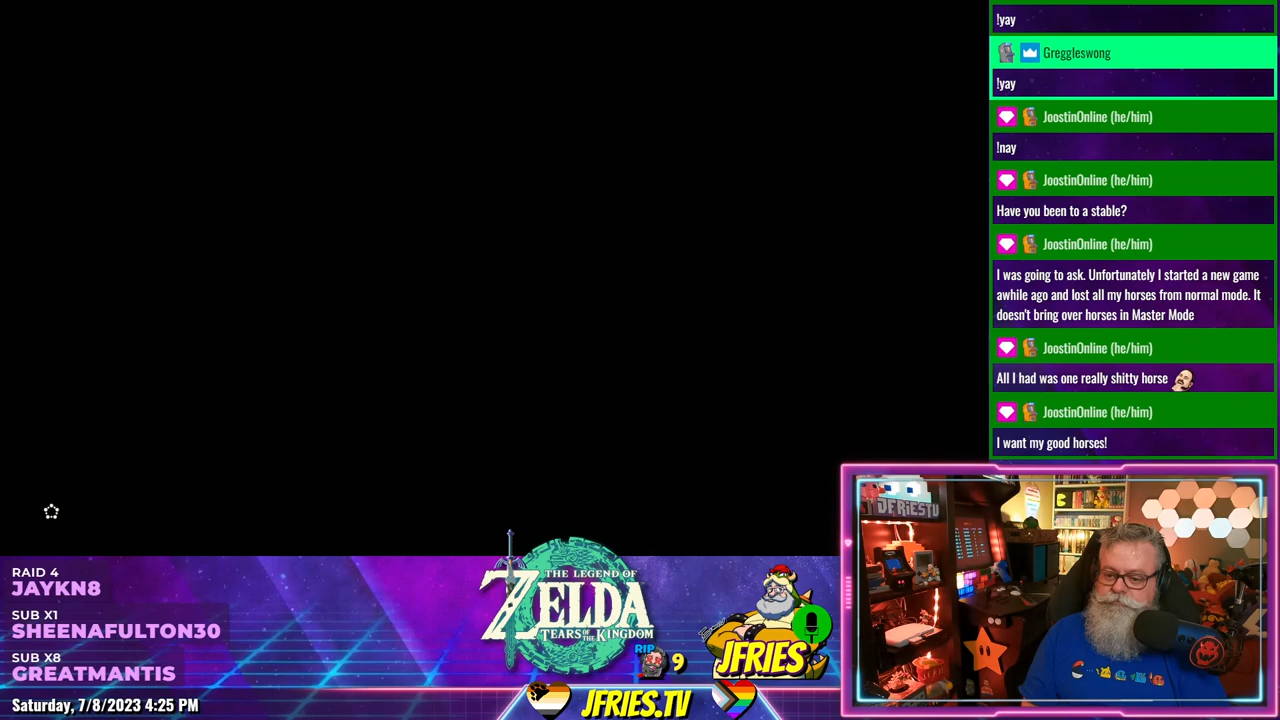 !yay
Greggleswong
!yay
JoostinOnline (he/him)
!nay
JoostinOnline (he/him)
Have you been to a stable?
JoostinOnline (he/him)
I was going to ask. Unfortunately I started a new game
awhile ago and lost all my horses from normal mode. It
doesn't bring over horses in Master Mode
JoostinOnline (he/him)
All I had was one really shitty horse
JoostinOnline (he/him)
I want my good horses!
JFRIESTV
RAID 4
JAYKN8
SUB X1
SHEENAFULTON30
SUB X8
GREATMANTIS
Saturday, 7/8/2023 4:25 PM
THE LEGEND OF
ZELDA
TEARS OF THE KINGDOM
RIP
9
JFRIES
JFRIES.TV